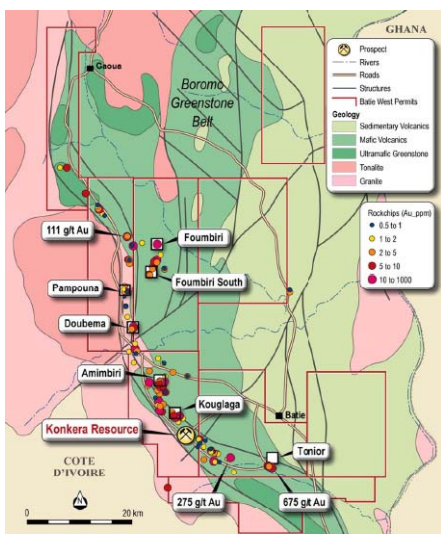 GHANA
Prospect
Rivers
Roads
Structures
Batie West Permits
Geology
Sedimentary Volcanics
Mafic Volcanics
Ultramafic Greenstone
Tonalite
Granite
Rockchips (Au_ppm)
0.5 to 1
1 to 2
2 to 5
5 to 10
10 to 1000
Gaoua
Boromo
Greenstone
Belt
111 g/t Au
Foumbiri
Foumbiri South
Pampouna
Doubema
Amimbiri
Kouglaga
Batie
Konkera Resource
Tonior
COTE
D'IVOIRE
275 g/t Au
675 g/t Au
N
0
20 km